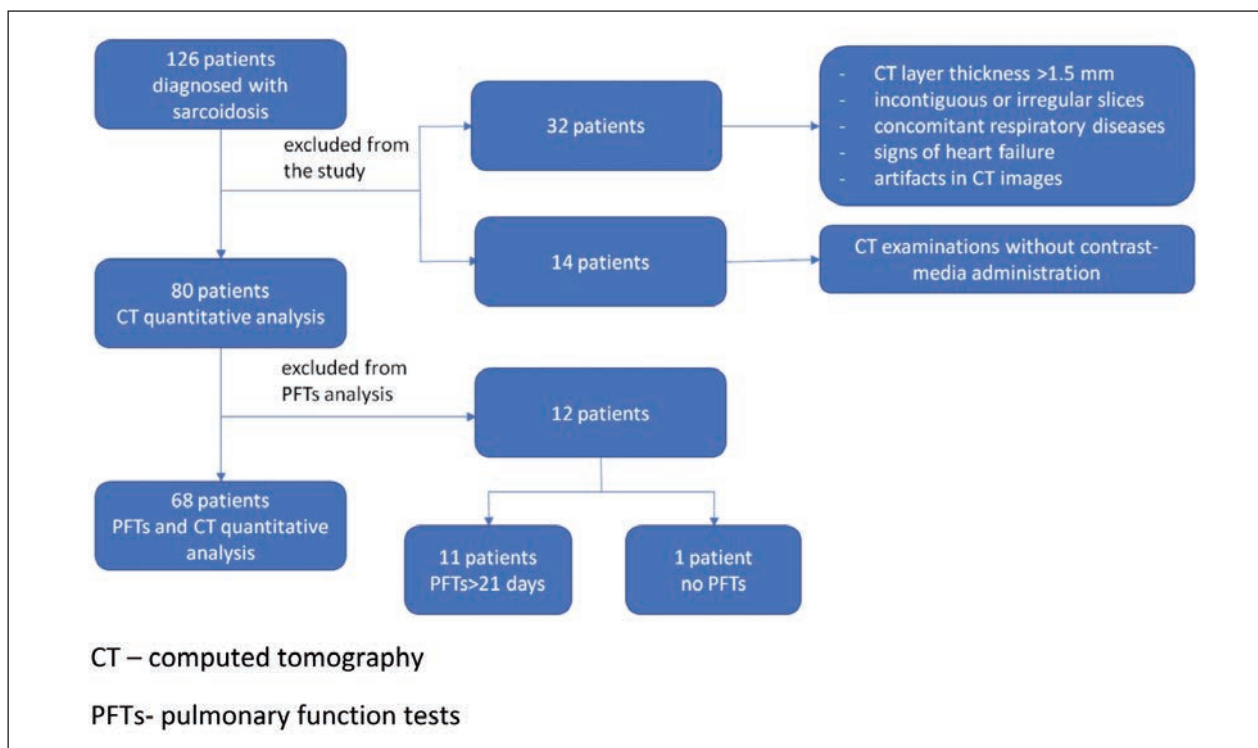 126 patients
diagnosed with
sarcoidosis
excluded from
the study
32 patients
- CT layer thickness >1.5 mm
- incontiguous or irregular slices
- concomitant respiratory diseases
- signs of heart failure
- artifacts in CT images
14 patients
CT examinations without contrast-
media administration
80 patients
CT quantitative analysis
excluded from
PFTs analysis
12 patients
68 patients
PFTs and CT quantitative
analysis
11 patients
PFTs>21 days
1 patient
no PFTs
CT – computed tomography
PFTs- pulmonary function tests